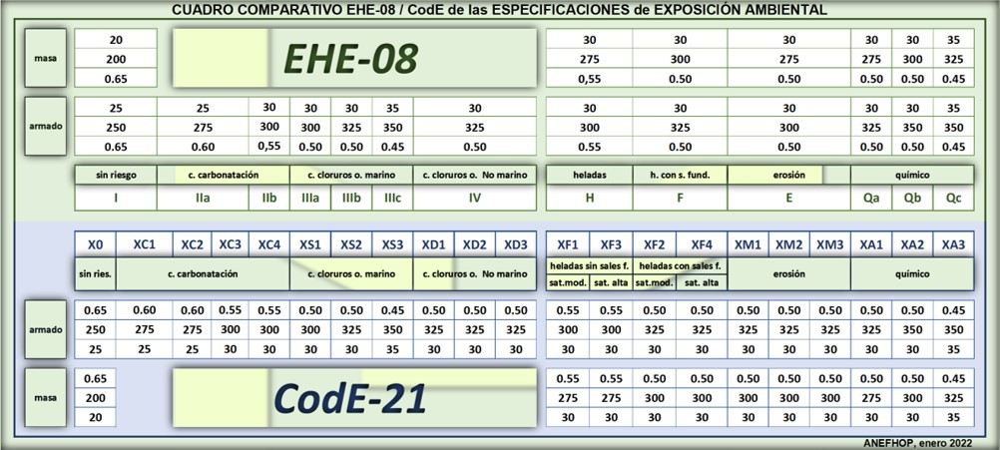 CUADRO COMPARATIVO EHE-08 / CodE de las ESPECIFICACIONES de EXPOSICIÓN AMBIENTAL
masa
20 30 30 30 30 30 35
200 275 300 275 275 300 325
0.65 0,55 0.50 0.50 0.50 0.50 0.45
EHE-08
armado
25 25 30 30 30 35 30 30 30 30 30 30 35
250 275 300 300 325 350 325 300 325 300 325 350 350
0.65 0.60 0,55 0.50 0.50 0.45 0.50 0.55 0.50 0.50 0.50 0.50 0.45
sin riesgo c. carbonatación c. cloruros o. marino c. cloruros o. No marino heladas h. con s. fund. erosión químico
I IIa IIb IIIa IIIb IIIc IV H F E Qa Qb Qc
X0 XC1 XC2 XC3 XC4 XS1 XS2 XS3 XD1 XD2 XD3 XF1 XF3 XF2 XF4 XM1 XM2 XM3 XA1 XA2 XA3
sin ries. c. carbonatación c. cloruros o. marino c. cloruros o. No marino heladas sin sales f. heladas con sales f. erosión químico
sat.mod. sat. alta sat.mod. sat. alta
armado
0.65 0.60 0.60 0.55 0.55 0.50 0.50 0.45 0.50 0.50 0.50 0.55 0.55 0.50 0.50 0.50 0.50 0.50 0.50 0.50 0.45
250 275 275 300 300 300 325 350 325 325 325 300 300 325 325 325 325 325 325 350 350
25 25 25 30 30 30 30 35 30 30 30 30 30 30 30 30 30 30 30 30 35
masa
0.65 0.55 0.55 0.50 0.50 0.50 0.50 0.50 0.50 0.50 0.45
200 275 275 300 300 300 300 300 275 300 325
20 30 30 30 30 30 30 30 30 30 35
CodE-21
ANEFHOP, enero 2022